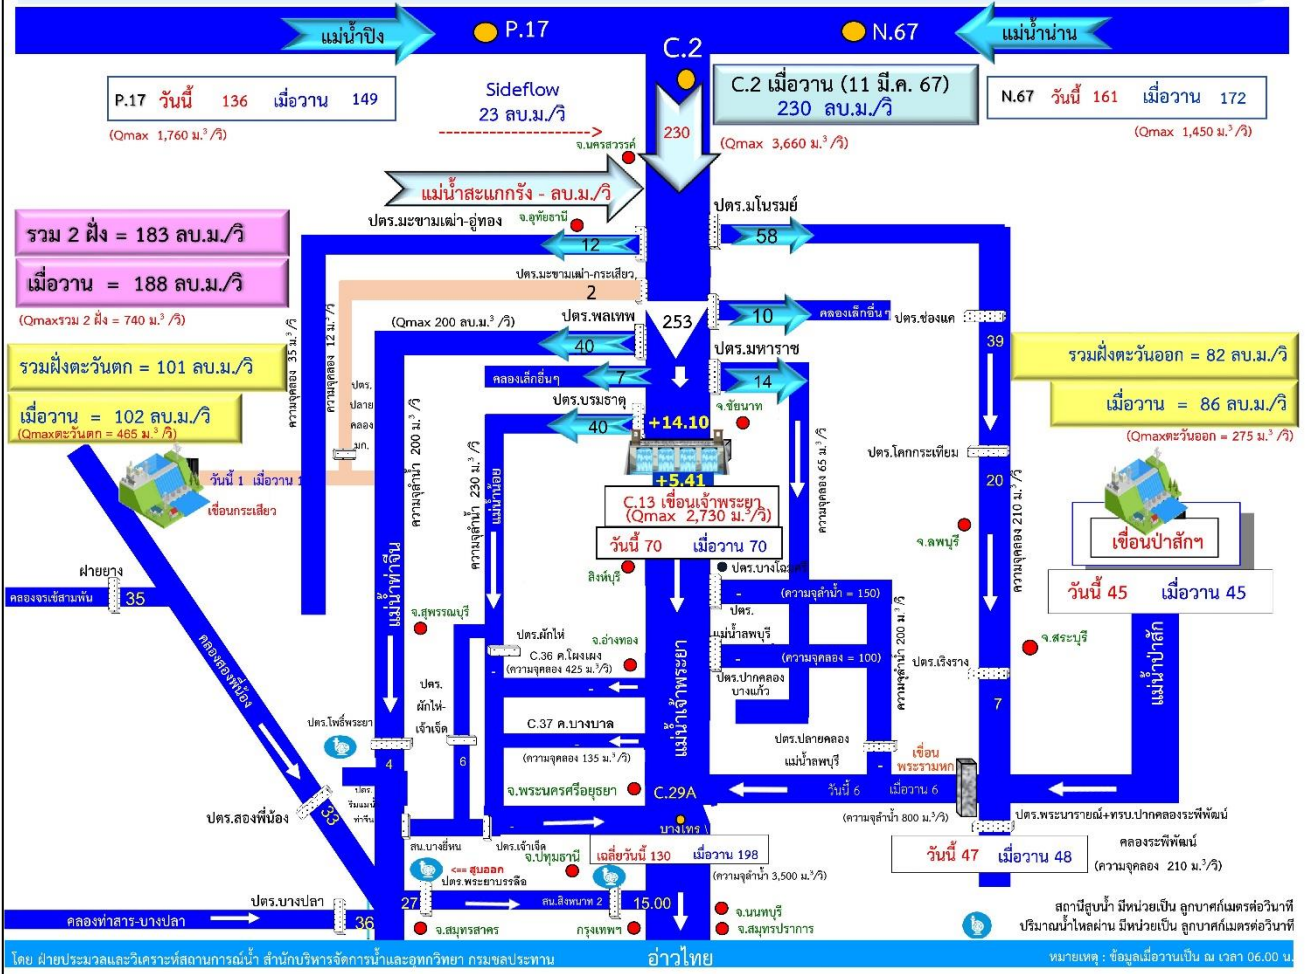 แม่น้ำปิง
P.17
C.2
N.67
แม่น้ำน่าน
P.17 วันนี้ 136 เมื่อวาน 149
(Qmax 1,760 ม.³/วิ)
Sideflow
23 ลบ.ม./วิ
230
C.2 เมื่อวาน (11 มี.ค. 67)
230 ลบ.ม./วิ
(Qmax 3,660 ม.³/วิ)
N.67 วันนี้ 161 เมื่อวาน 172
(Qmax 1,450 ม.³/วิ)
จ.นครสวรรค์
แม่น้ำสะแกกรัง - ลบ.ม./วิ
ปตร.มะขามเฒ่า-อู่ทอง
จ.อุทัยธานี
12
ปตร.มโนรมย์
58
รวม 2 ฝั่ง = 183 ลบ.ม./วิ
เมื่อวาน = 188 ลบ.ม./วิ
(Qmaxรวม 2 ฝั่ง = 740 ม.³/วิ)
ปตร.มะขามเฒ่า-กระเสียว
2
ปตร.พลเทพ
(Qmax 200 ลบ.ม.³/วิ)
40
253
10
คลองเล็กอื่นๆ
ปตร.ช่องแค
39
ความจุคลอง 35 ม.³/วิ
ความจุคลอง 12 ม.³/วิ
รวมฝั่งตะวันตก = 101 ลบ.ม./วิ
เมื่อวาน = 102 ลบ.ม./วิ
(Qmaxตะวันตก = 465 ม.³/วิ)
รวมฝั่งตะวันออก = 82 ลบ.ม./วิ
เมื่อวาน = 86 ลบ.ม./วิ
(Qmaxตะวันออก = 275 ม.³/วิ)
ปตร.
ปลาย
คลอง
มก.
คลองเล็กอื่นๆ
7
ปตร.มหาราช
14
ปตร.บรมธาตุ
40
+14.10
จ.ชัยนาท
+5.41
C.13 เขื่อนเจ้าพระยา
(Qmax 2,730 ม.³/วิ)
วันนี้ 70 เมื่อวาน 70
วันนี้ 1 เมื่อวาน 1
เขื่อนกระเสียว
ความจุลำน้ำ 200 ม.³/วิ
ความจุลำน้ำ 230 ม.³/วิ
แม่น้ำน้อย
ความจุคลอง 65 ม.³/วิ
ปตร.โคกกระเทียม
20
ความจุคลอง 210 ม.³/วิ
จ.ลพบุรี
เขื่อนป่าสักฯ
วันนี้ 45 เมื่อวาน 45
ฝายยาง
คลองจรเข้สามพัน
35
แม่น้ำท่าจีน
จ.สุพรรณบุรี
สิงห์บุรี
ปตร.บางโฉมศรี
- (ความจุลำน้ำ = 150)
ปตร.
แม่น้ำลพบุรี
- (ความจุคลอง = 100)
ปตร.ปากคลอง
บางแก้ว
ความจุลำน้ำ 200 ม.³/วิ
จ.สระบุรี
ปตร.เริงราง
7
แม่น้ำป่าสัก
คลองสองพี่น้อง
ปตร.ผักไห่
จ.อ่างทอง
C.36 ค.โผงเผง
(ความจุคลอง 425 ม.³/วิ)
-
-
ปตร.
ผักไห่-
เจ้าเจ็ด
แม่น้ำเจ้าพระยา
C.37 ค.บางบาล
-
(ความจุคลอง 135 ม.³/วิ)
ปตร.โพธิ์พระยา
4
6
ปตร.ปลายคลอง
แม่น้ำลพบุรี
-
เขื่อน
พระรามหก
จ.พระนครศรีอยุธยา
C.29A
วันนี้ 6 เมื่อวาน 6
(ความจุลำน้ำ 800 ม.³/วิ)
ปตร.สองพี่น้อง
33
ปตร.
ริมแม่น้ำ
ท่าจีน
สน.บางยี่หน
ปตร.เจ้าเจ็ด
-
บางไทร
เฉลี่ยวันนี้ 130 เมื่อวาน 198
(ความจุลำน้ำ 3,500 ม.³/วิ)
ปตร.พระนารายณ์+ทรบ.ปากคลองระพีพัฒน์
วันนี้ 47 เมื่อวาน 48
คลองระพีพัฒน์
(ความจุคลอง 210 ม.³/วิ)
จ.ปทุมธานี
<== สูบออก
ปตร.พระยาบรรลือ
27
สน.สิงหนาท 2
15.00
ปตร.บางปลา
คลองท่าสาร-บางปลา
36
จ.สมุทรสาคร
กรุงเทพฯ
จ.นนทบุรี
จ.สมุทรปราการ
สถานีสูบน้ำ มีหน่วยเป็น ลูกบาศก์เมตรต่อวินาที
ปริมาณน้ำไหลผ่าน มีหน่วยเป็น ลูกบาศก์เมตรต่อวินาที
โดย ฝ่ายประมวลและวิเคราะห์สถานการณ์น้ำ สำนักบริหารจัดการน้ำและอุทกวิทยา กรมชลประทาน
อ่าวไทย
หมายเหตุ : ข้อมูลเมื่อวานเป็น ณ เวลา 06.00 น.